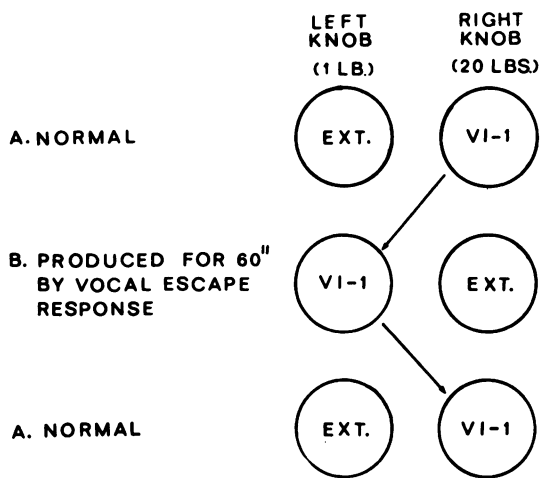 LEFT KNOB (1 LB.)
RIGHT KNOB (20 LBS.)
A. NORMAL
EXT.
VI-1
B. PRODUCED FOR 60"
BY VOCAL ESCAPE
RESPONSE
VI-1
EXT.
A. NORMAL
EXT.
VI-1